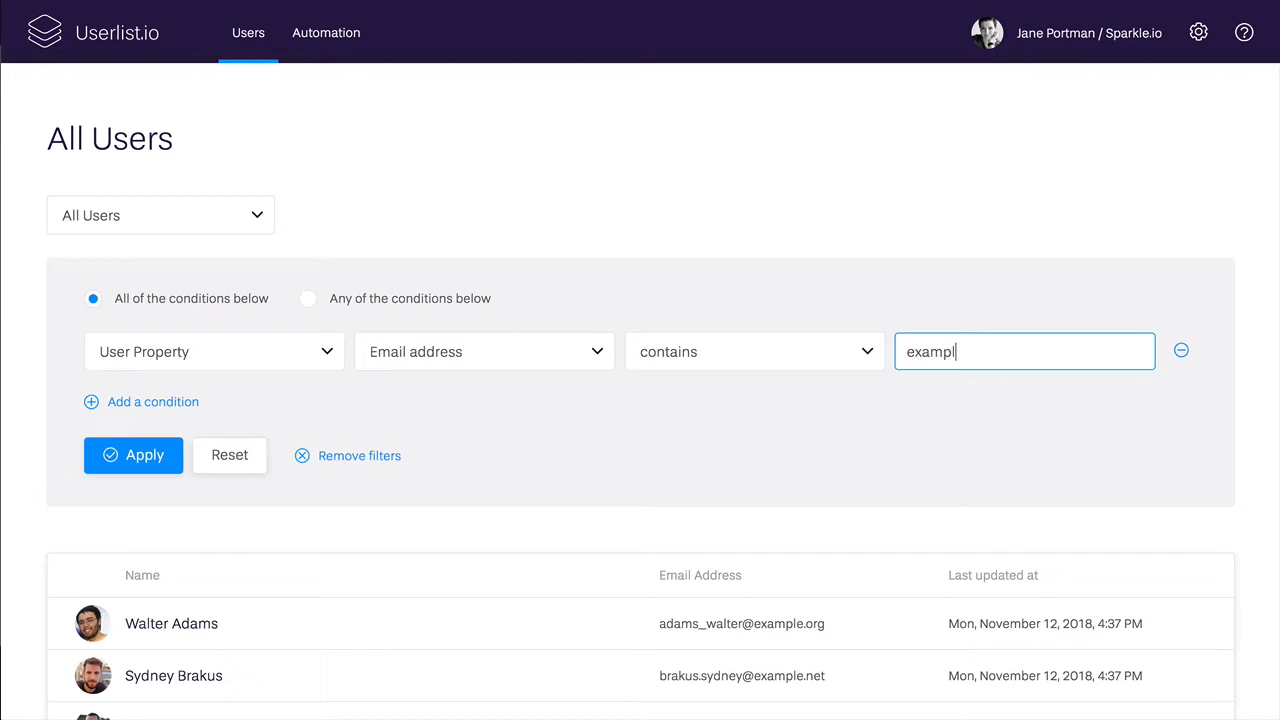 Userlist.io
Users
Automation
Jane Portman / Sparkle.io
All Users
All Users
All of the conditions below
Any of the conditions below
User Property
Email address
contains
exampl
Add a condition
Apply
Reset
Remove filters
Name
Email Address
Last updated at
Walter Adams
adams_walter@example.org
Mon, November 12, 2018, 4:37 PM
Sydney Brakus
brakus.sydney@example.net
Mon, November 12, 2018, 4:37 PM